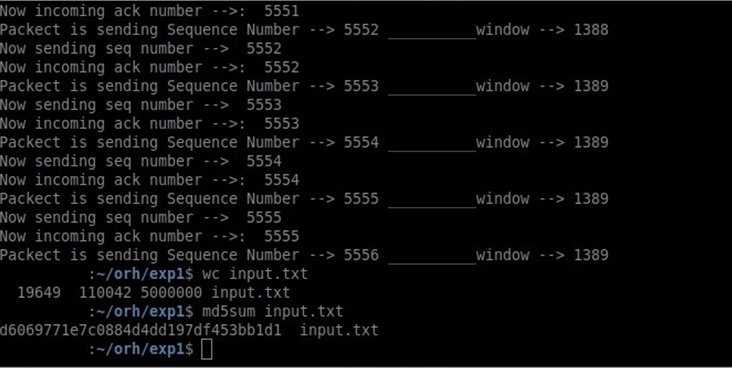 Now incoming ack number -->:  5551
Packect is sending Sequence Number --> 5552 __________window --> 1388
Now sending seq number -->  5552
Now incoming ack number -->:  5552
Packect is sending Sequence Number --> 5553 __________window --> 1389
Now sending seq number -->  5553
Now incoming ack number -->:  5553
Packect is sending Sequence Number --> 5554 __________window --> 1389
Now sending seq number -->  5554
Now incoming ack number -->:  5554
Packect is sending Sequence Number --> 5555 __________window --> 1389
Now sending seq number -->  5555
Now incoming ack number -->:  5555
Packect is sending Sequence Number --> 5556 __________window --> 1389
:~/orh/exp1$ wc input.txt
19649  110042 5000000 input.txt
:~/orh/exp1$ md5sum input.txt
d6069771e7c0884d4dd197df453bb1d1  input.txt
:~/orh/exp1$